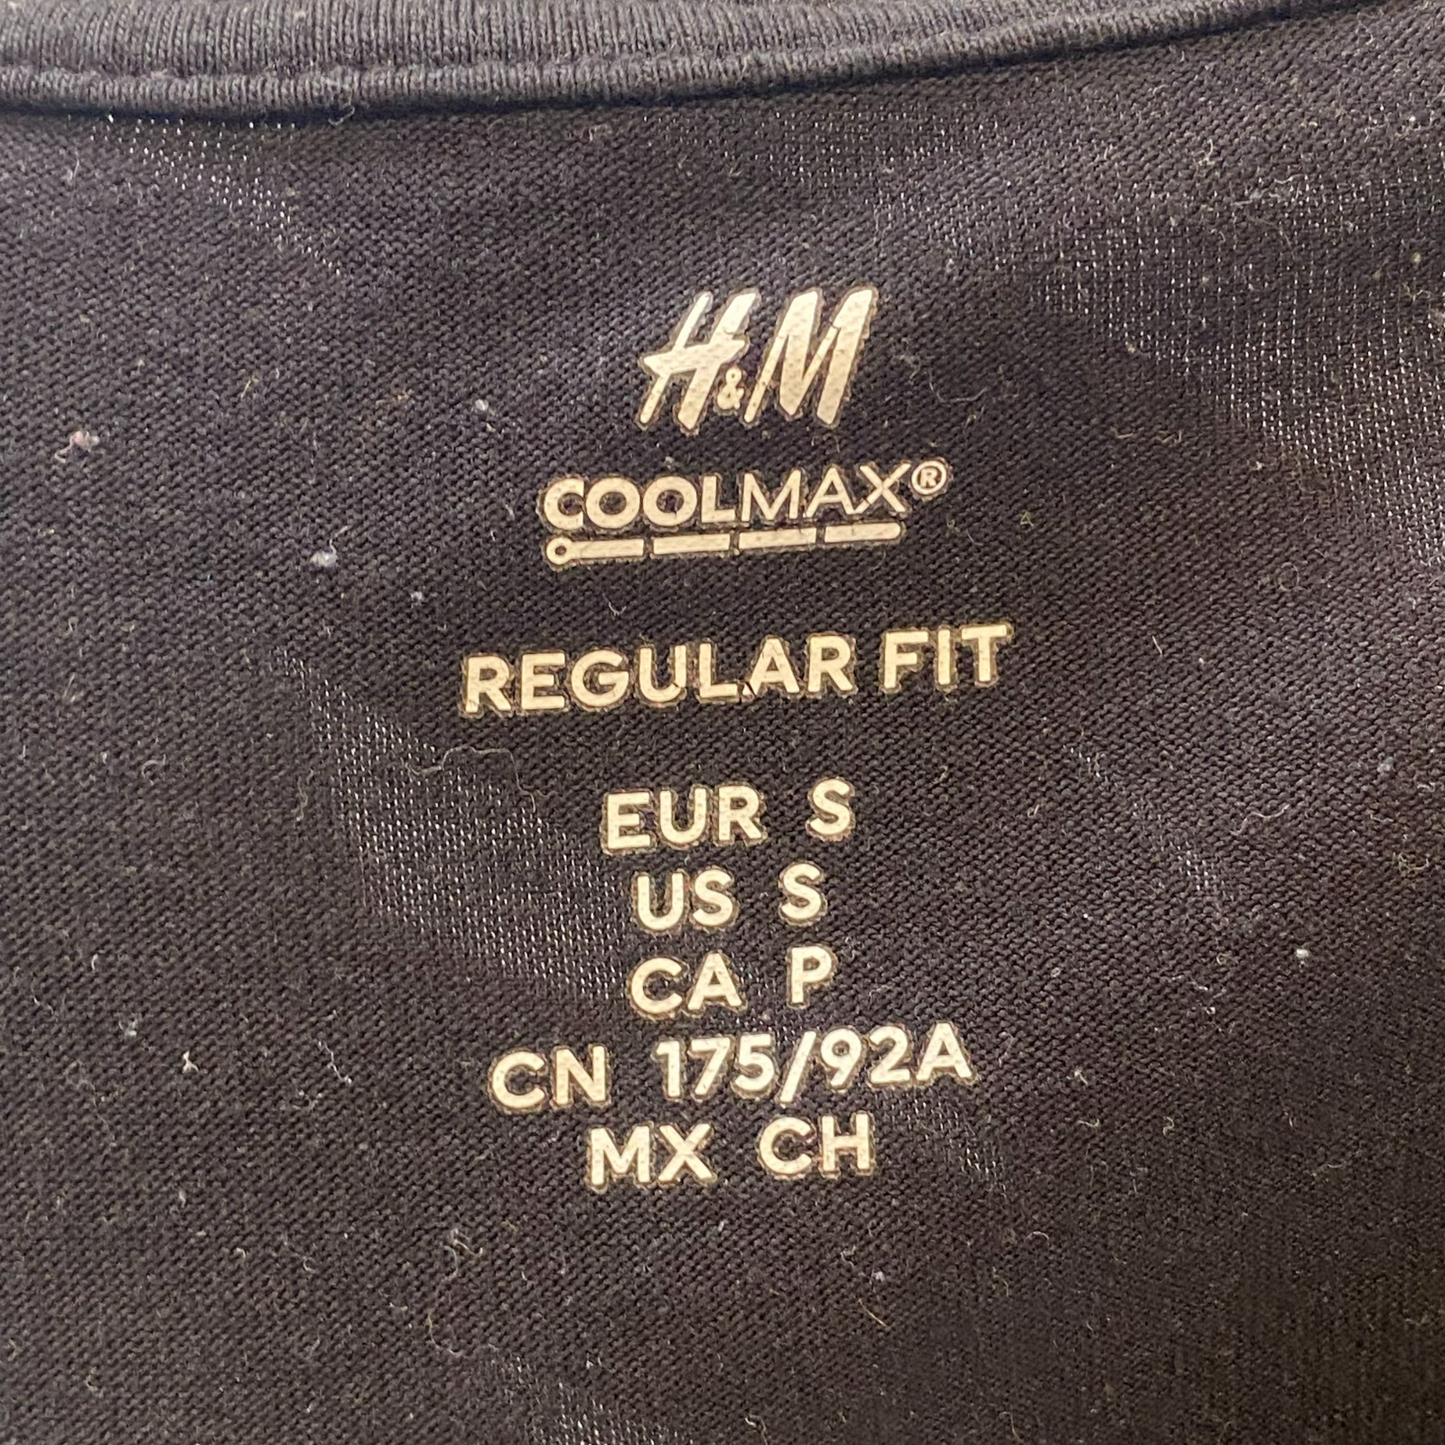 H&M
COOLMAX®
REGULAR FIT
EUR S
US S
CA P
CN 175/92A
MX CH